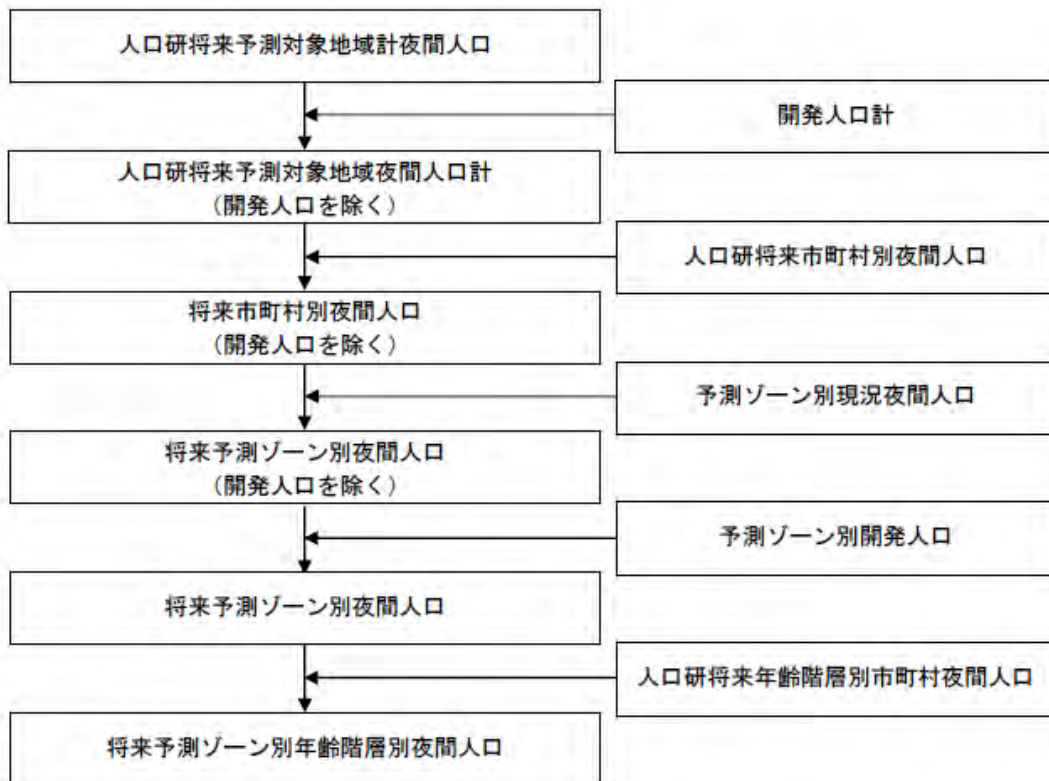 人口研将来予測対象地域計夜間人口
開発人口計
人口研将来予測対象地域夜間人口計
（開発人口を除く）
人口研将来市町村別夜間人口
将来市町村別夜間人口
（開発人口を除く）
予測ゾーン別現況夜間人口
将来予測ゾーン別夜間人口
（開発人口を除く）
予測ゾーン別開発人口
将来予測ゾーン別夜間人口
人口研将来年齢階層別市町村夜間人口
将来予測ゾーン別年齢階層別夜間人口